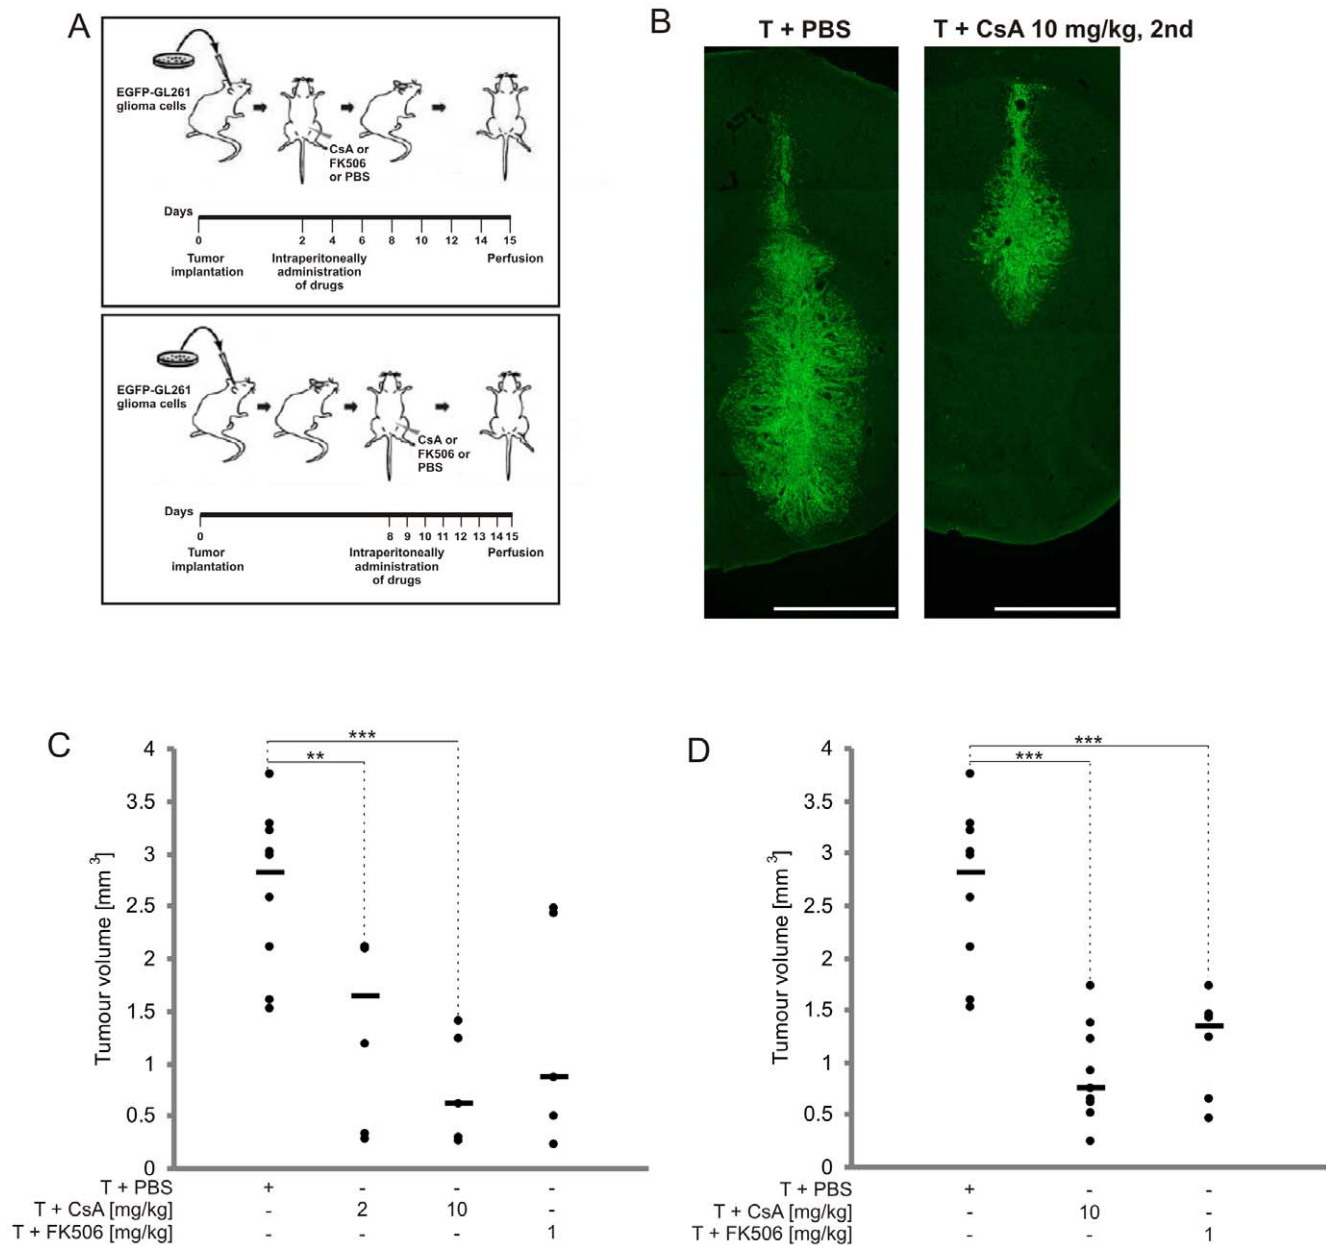 A
EGFP-GL261
glioma cells
CsA or
FK506
or PBS
Days
0 2 4 6 8 10 12 14 15
Tumor
implantation
Intraperitoneally
administration
of drugs
Perfusion
EGFP-GL261
glioma cells
CsA or
FK506 or
PBS
Days
0 8 9 10 11 12 13 14 15
Tumor
implantation
Intraperitoneally
administration
of drugs
Perfusion
B
T + PBS
T + CsA 10 mg/kg, 2nd
C
***
**
Tumour volume [mm 3]
4
3.5
3
2.5
2
1.5
1
0.5
0
T + PBS + - - -
T + CsA [mg/kg] - 2 10 -
T + FK506 [mg/kg] - - - 1
D
***
***
Tumour volume [mm 3]
4
3.5
3
2.5
2
1.5
1
0.5
0
T + PBS + - -
T + CsA [mg/kg] - 10 -
T + FK506 [mg/kg] - - 1